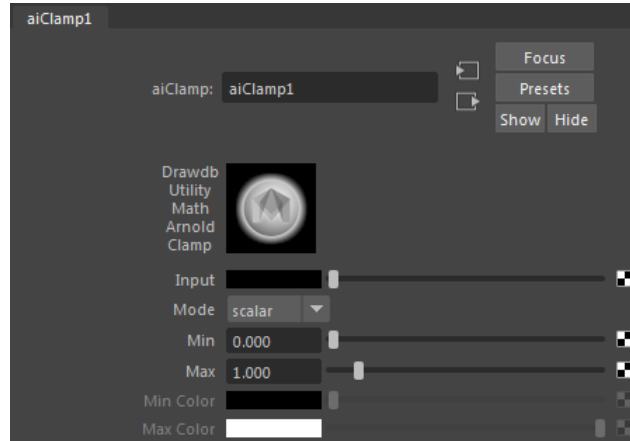 aiClamp1
Focus
aiClamp: aiClamp1
Presets
Show Hide
Drawdb
Utility
Math
Arnold
Clamp
Input
Mode scalar
Min 0.000
Max 1.000
Min Color
Max Color